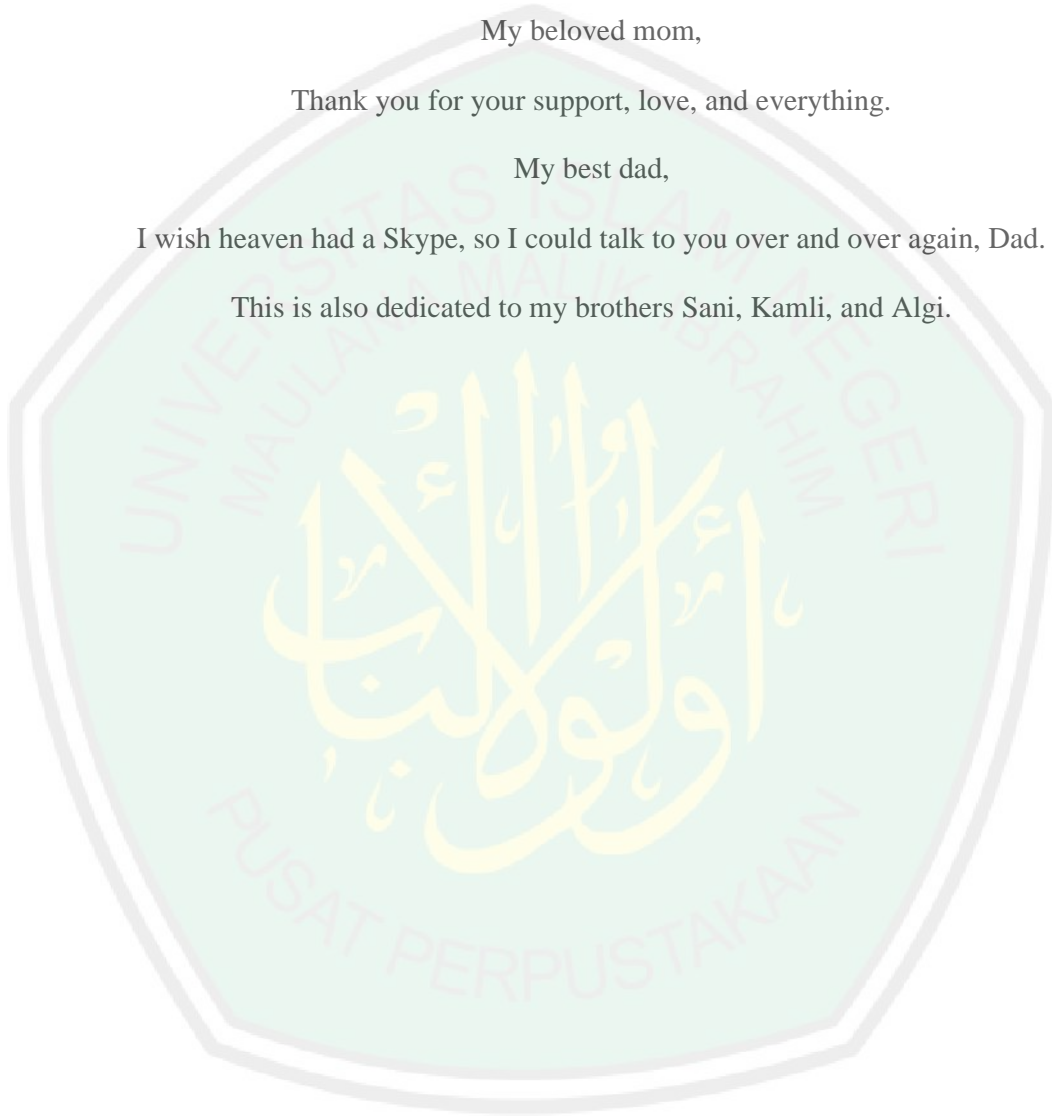 My beloved mom,
Thank you for your support, love, and everything.
My best dad,
I wish heaven had a Skype, so I could talk to you over and over again, Dad.
This is also dedicated to my brothers Sani, Kamli, and Algi.
UNIVERSITAS ISLAM NEGERI
MAULANA MALIK IBRAHIM
أولوا الألباب
PUSAT PERPUSTAKAAN